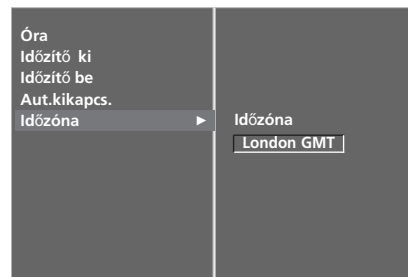 Óra
Időzítő ki
Időzítő be
Aut.kikapcs.
Időzóna ►
Időzóna
London GMT